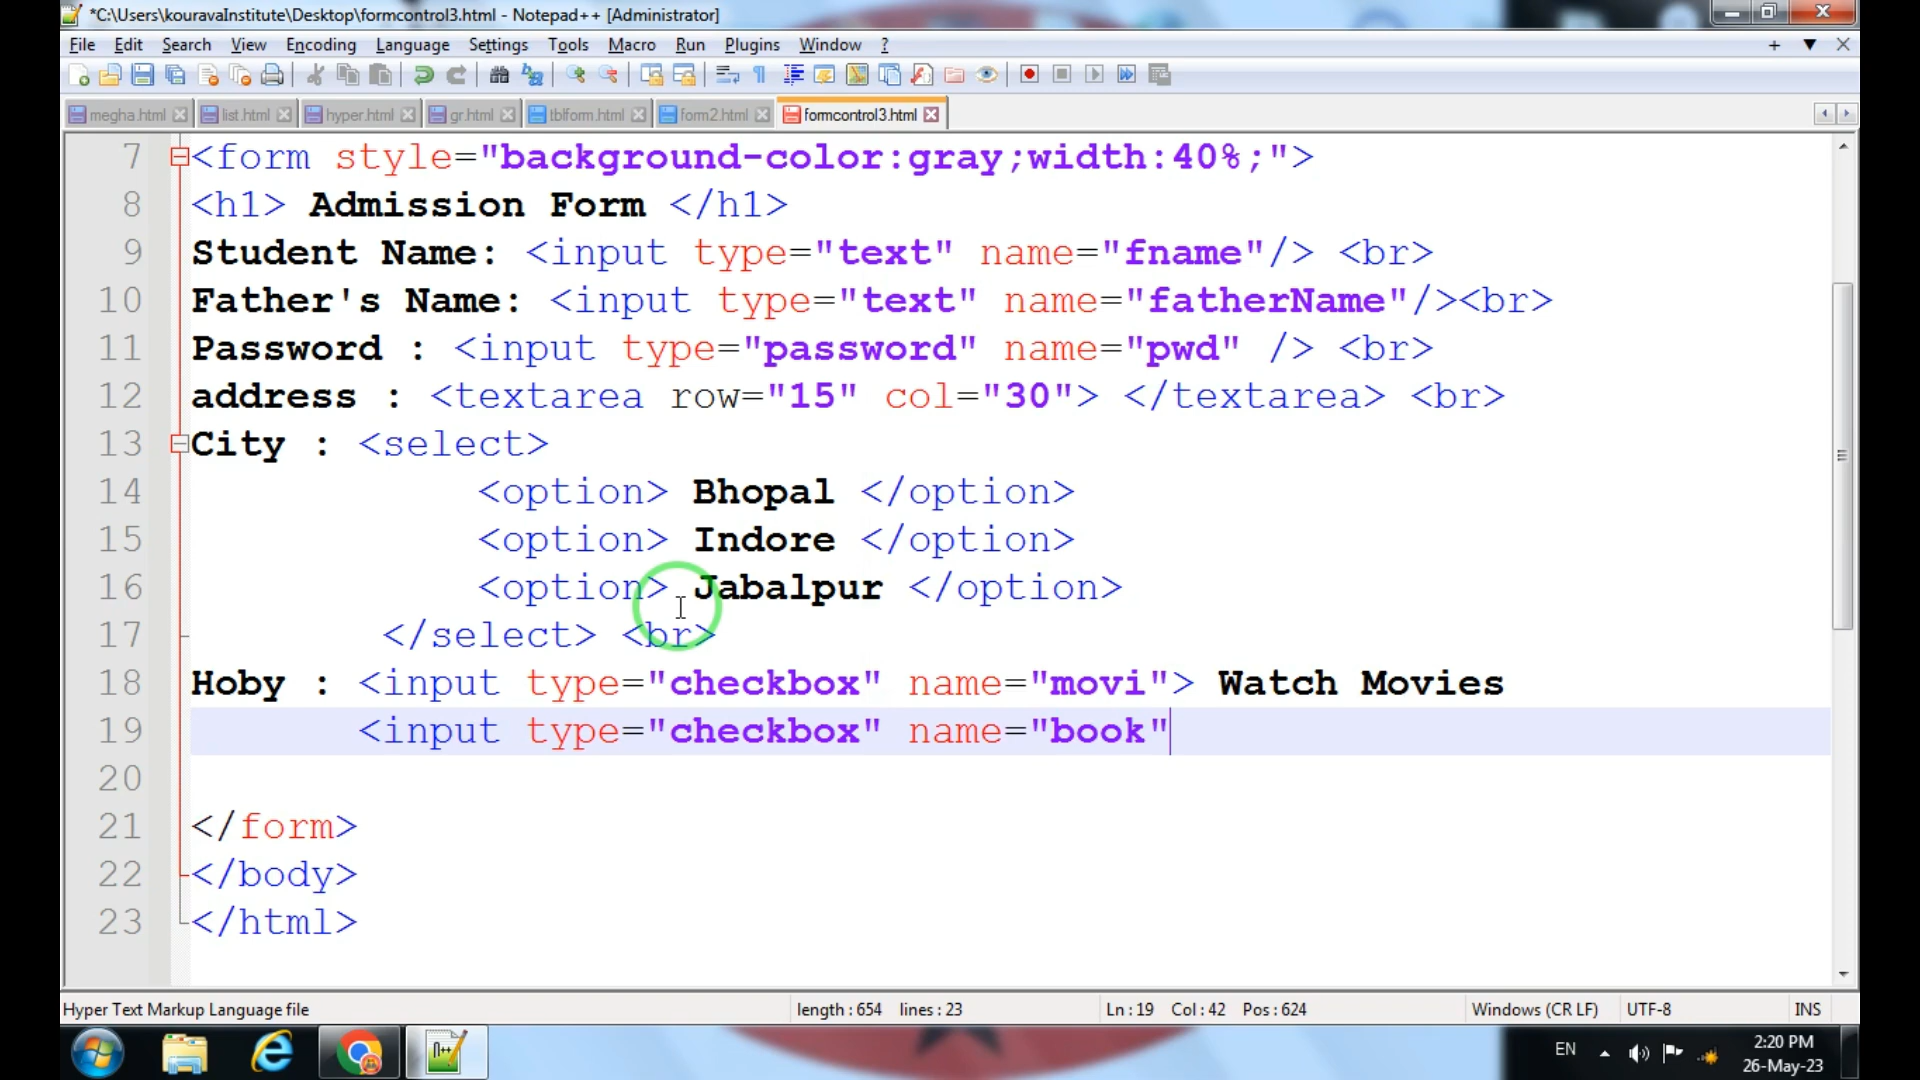 *C:\Users\kouravaInstitute\Desktop\formcontrol3.html - Notepad++ [Administrator]
File Edit Search View Encoding Language Settings Tools Macro Run Plugins Window ?
megha.html list.html hyper.html gr.html tblform.html form2.html formcontrol3.html
7 <form style="background-color:gray;width:40%;">
8 <h1> Admission Form </h1>
9 Student Name: <input type="text" name="fname"/> <br>
10 Father's Name: <input type="text" name="fatherName"/><br>
11 Password : <input type="password" name="pwd" /> <br>
12 address : <textarea row="15" col="30"> </textarea> <br>
13 City : <select>
14 <option> Bhopal </option>
15 <option> Indore </option>
16 <option> Jabalpur </option>
17 </select> <br>
18 Hoby : <input type="checkbox" name="movi"> Watch Movies
19 <input type="checkbox" name="book"
20
21 </form>
22 </body>
23 </html>
Hyper Text Markup Language file length : 654 lines : 23 Ln : 19 Col : 42 Pos : 624 Windows (CR LF) UTF-8 INS
EN 2:20 PM
26-May-23